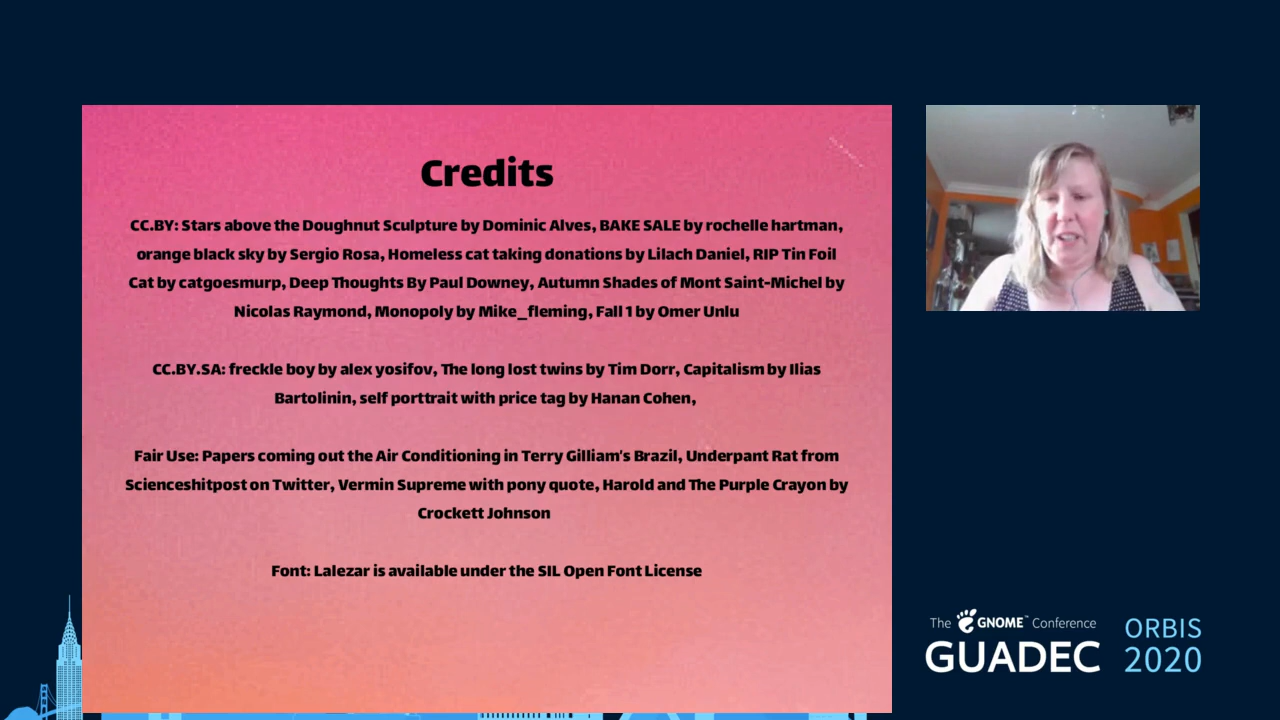 Credits
CC.BY: Stars above the Doughnut Sculpture by Dominic Alves, BAKE SALE by rochelle hartman,
orange black sky by Sergio Rosa, Homeless cat taking donations by Lilach Daniel, RIP Tin Foil
Cat by catgoesmurp, Deep Thoughts By Paul Downey, Autumn Shades of Mont Saint-Michel by
Nicolas Raymond, Monopoly by Mike_fleming, Fall 1 by Omer Unlu
CC.BY.SA: freckle boy by alex yosifov, The long lost twins by Tim Dorr, Capitalism by Ilias
Bartolinin, self porttrait with price tag by Hanan Cohen,
Fair Use: Papers coming out the Air Conditioning in Terry Gilliam's Brazil, Underpant Rat from
Scienceshitpost on Twitter, Vermin Supreme with pony quote, Harold and The Purple Crayon by
Crockett Johnson
Font: Lalezar is available under the SIL Open Font License
The GNOME™ Conference
GUADEC
ORBIS
2020